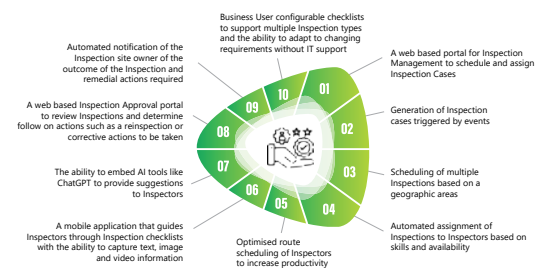 Business User configurable checklists
to support multiple Inspection types
and the ability to adapt to changing
requirements without IT support
Automated notification of the
Inspection site owner of the
outcome of the Inspection and
remedial actions required
A web based portal for Inspection
Management to schedule and assign
Inspection Cases
10
01
09
A web based Inspection Approval portal
to review Inspections and determine
follow on actions such as a reinspection or
corrective actions to be taken
08
02
Generation of Inspection
cases triggered by events
The ability to embed AI tools like
ChatGPT to provide suggestions
to Inspectors
07
03
Scheduling of multiple
Inspections based on a
geographic areas
06
05
04
A mobile application that guides
Inspectors through Inspection checklists
with the ability to capture text, image
and video information
Optimised route
scheduling of Inspectors
to increase productivity
Automated assignment of
Inspections to Inspectors based on
skills and availability